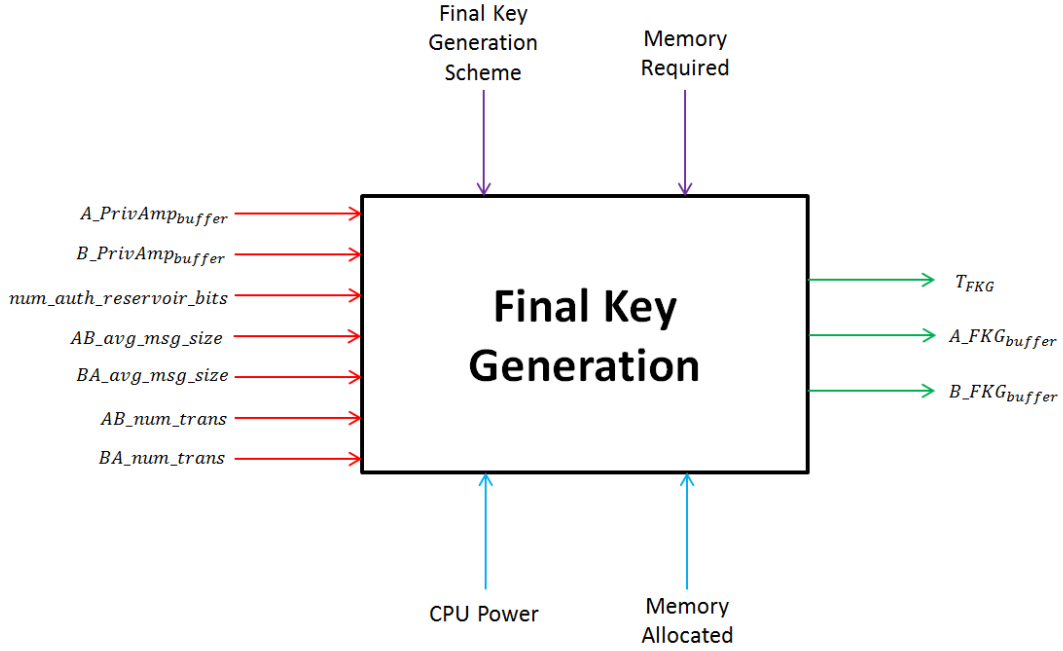 Final Key
Generation
Scheme
Memory
Required
A_PrivAmp_buffer
B_PrivAmp_buffer
num_auth_reservoir_bits
AB_avg_msg_size
BA_avg_msg_size
AB_num_trans
BA_num_trans
Final Key
Generation
T_FKG
A_FKG_buffer
B_FKG_buffer
CPU Power
Memory
Allocated